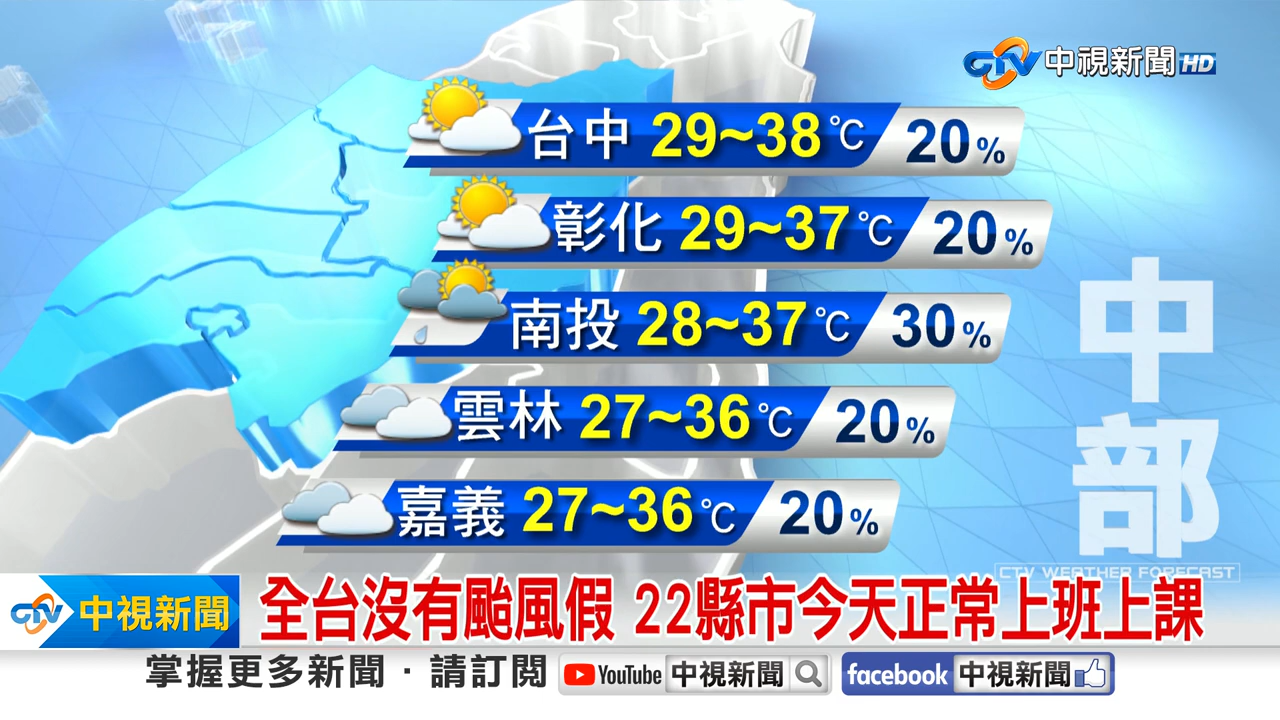 CTV 中視新聞 HD
台中 29~38°C 20%
彰化 29~37°C 20%
南投 28~37°C 30%
雲林 27~36°C 20%
嘉義 27~36°C 20%
中部
CTV WEATHER FORECAST
CTV 中視新聞
全台沒有颱風假 22縣市今天正常上班上課
掌握更多新聞‧請訂閱 YouTube 中視新聞 facebook 中視新聞